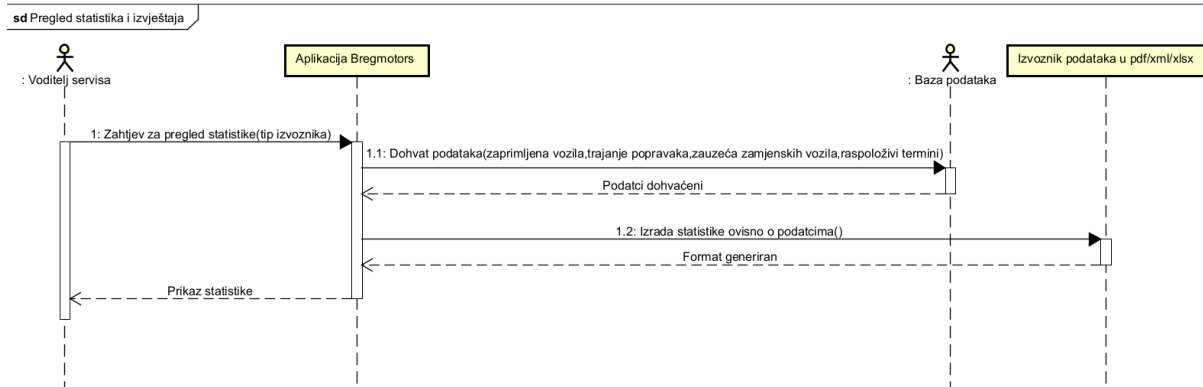 sd Pregled statistika i izvještaja
: Voditelj servisa
Aplikacija Bregmotors
: Baza podataka
Izvoznik podataka u pdf/xml/xlsx
1: Zahtjev za pregled statistike(tip izvoznika)
1.1: Dohvat podataka(zaprimljena vozila,trajanje popravaka,zauzeća zamjenskih vozila,raspoloživi termini)
Podatci dohvaćeni
1.2: Izrada statistike ovisno o podatcima()
Format generiran
Prikaz statistike